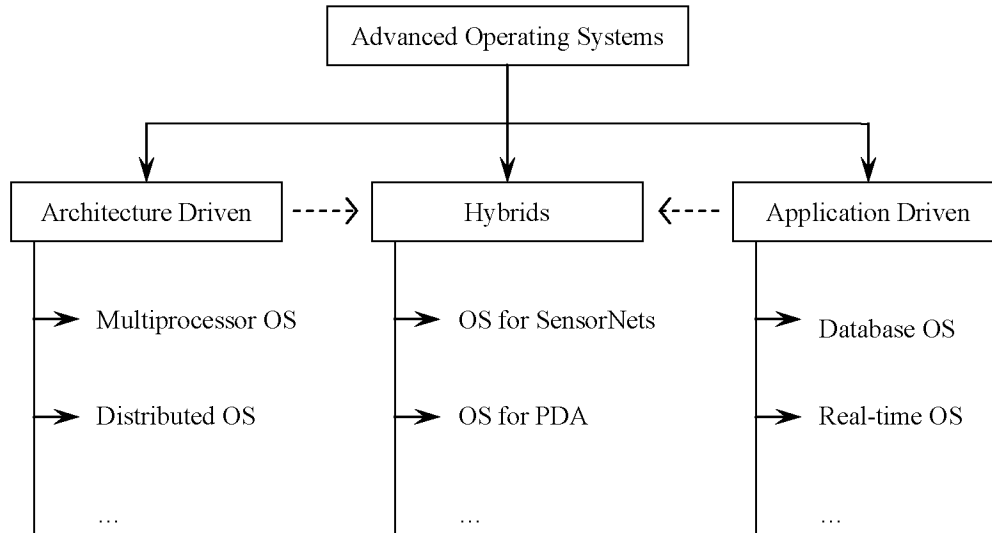 Advanced Operating Systems
Architecture Driven
Hybrids
Application Driven
Multiprocessor OS
OS for SensorNets
Database OS
Distributed OS
OS for PDA
Real-time OS
...
...
...